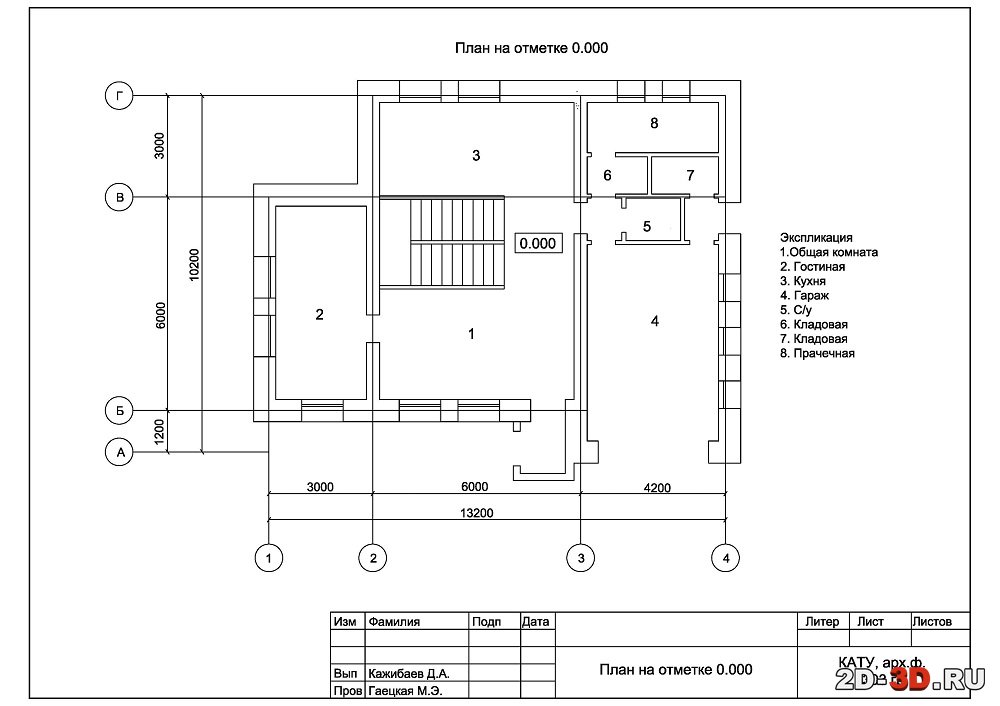 План на отметке 0.000
Г
В
Б
А
3000
10200
6000
1200
3
8
6
7
5
0.000
2
1
4
Экспликация
1.Общая комната
2. Гостиная
3. Кухня
4. Гараж
5. С/у
6. Кладовая
7. Кладовая
8. Прачечная
3000 6000 4200
13200
1 2 3 4
Изм Фамилия Подп Дата Литер Лист Листов
План на отметке 0.000
КАТУ, арх.ф.
Вып Кажибаев Д.А.
Пров Гаецкая М.Э.
2D-3D.RU